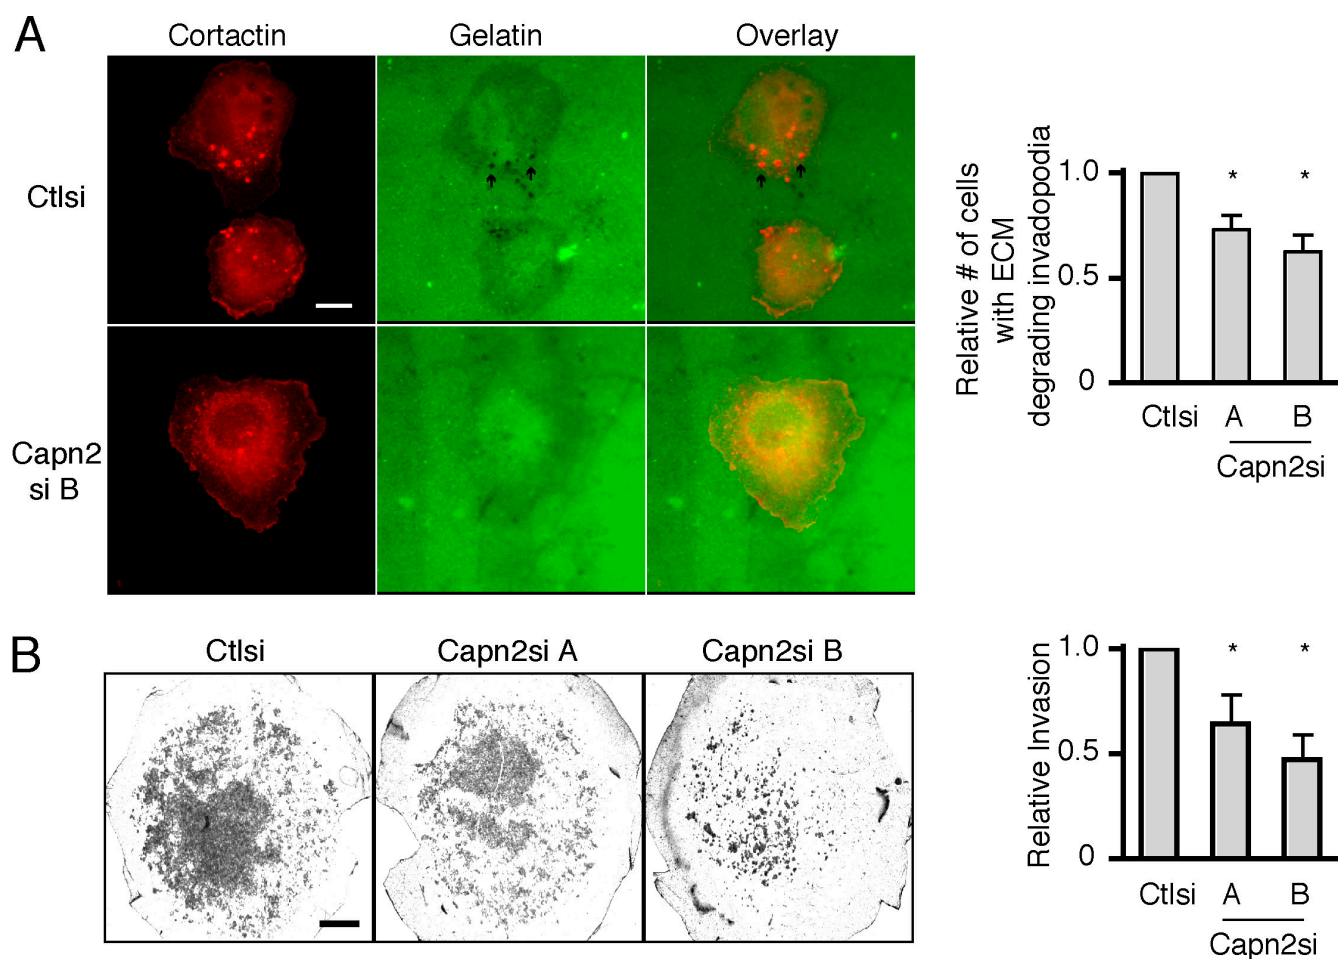 A
Cortactin Gelatin Overlay
Ctlsi
Capn2
si B
Relative # of cells
with ECM
degrading invadopodia
1.0
0.5
0
* *
Ctlsi A B
Capn2si
B
Ctlsi Capn2si A Capn2si B
Relative Invasion
1.0
0.5
0
* *
Ctlsi A B
Capn2si